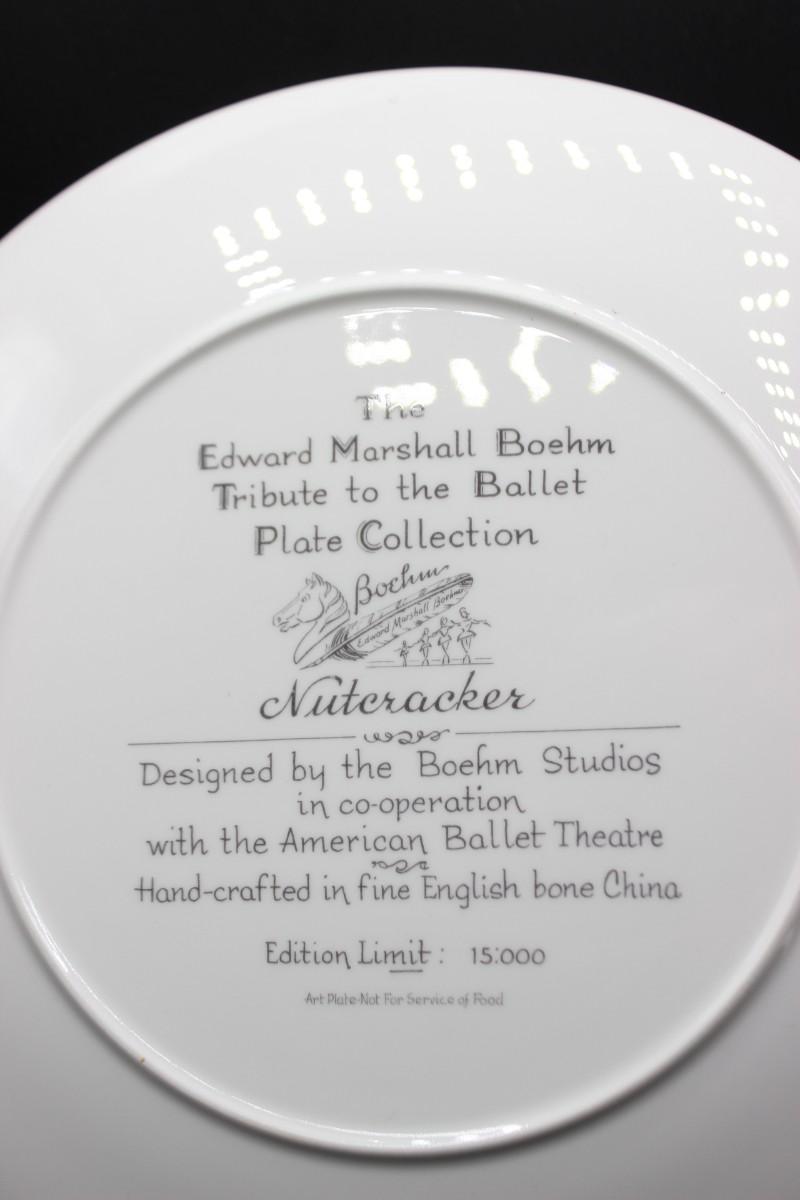 The
Edward Marshall Boehm
Tribute to the Ballet
Plate Collection
Boehm
Edward Marshall Boehm
Nutcracker
Designed by the Boehm Studios
in co-operation
with the American Ballet Theatre
Hand-crafted in fine English bone China
Edition Limit: 15:000
Art Plate-Not For Service of Food